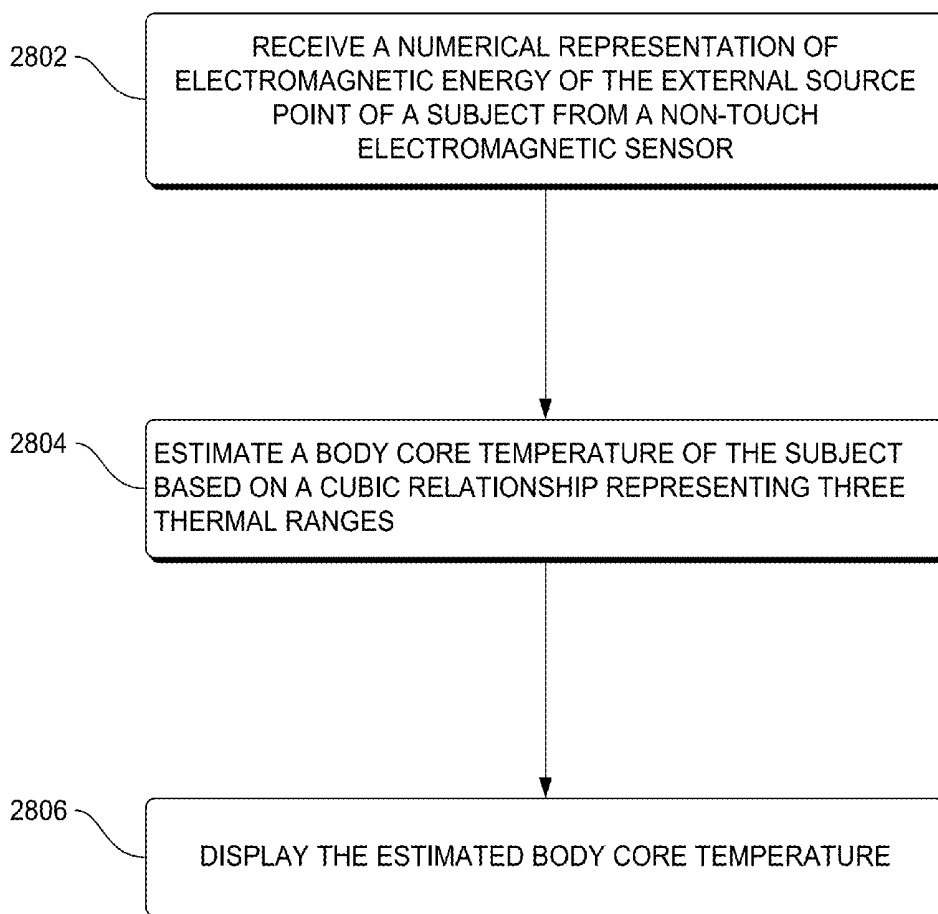 2802
RECEIVE A NUMERICAL REPRESENTATION OF
ELECTROMAGNETIC ENERGY OF THE EXTERNAL SOURCE
POINT OF A SUBJECT FROM A NON-TOUCH
ELECTROMAGNETIC SENSOR
2804
ESTIMATE A BODY CORE TEMPERATURE OF THE SUBJECT
BASED ON A CUBIC RELATIONSHIP REPRESENTING THREE
THERMAL RANGES
2806
DISPLAY THE ESTIMATED BODY CORE TEMPERATURE